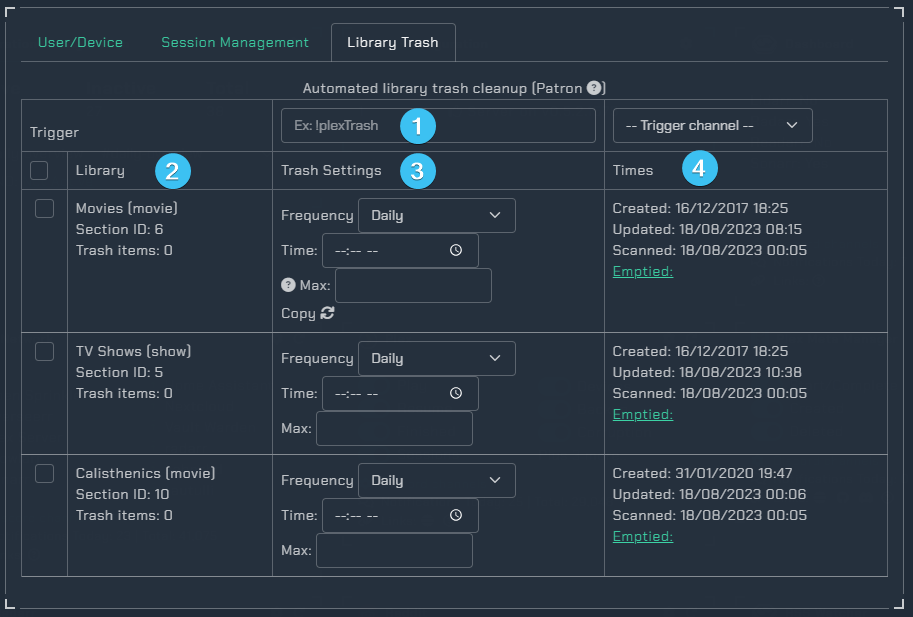 User/Device Session Management Library Trash
Automated library trash cleanup (Patron ?)
Trigger Ex: !plexTrash 1 -- Trigger channel --
Library 2 Trash Settings 3 Times 4
Movies (movie)
Section ID: 6
Trash items: 0
Frequency Daily
Time: --:-- --
? Max:
Copy
Created: 16/12/2017 18:25
Updated: 18/08/2023 08:15
Scanned: 18/08/2023 00:05
Emptied:
TV Shows (show)
Section ID: 5
Trash items: 0
Frequency Daily
Time: --:-- --
Max:
Created: 16/12/2017 18:25
Updated: 18/08/2023 10:38
Scanned: 18/08/2023 00:05
Emptied:
Calisthenics (movie)
Section ID: 10
Trash items: 0
Frequency Daily
Time: --:-- --
Max:
Created: 31/01/2020 19:47
Updated: 18/08/2023 00:06
Scanned: 18/08/2023 00:05
Emptied: